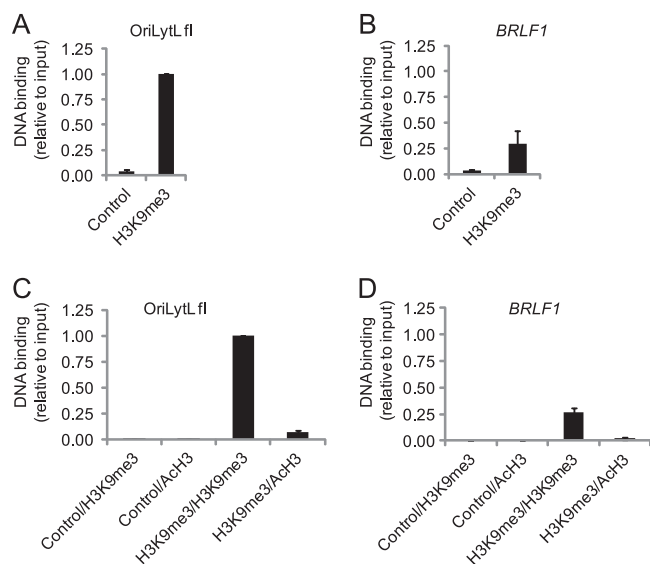 A
OriLytL fl
DNA binding
(relative to input)
1.25
1.00
0.75
0.50
0.25
0.00
Control
H3K9me3
B
BRLF1
DNA binding
(relative to input)
1.25
1.00
0.75
0.50
0.25
0.00
Control
H3K9me3
C
OriLytL fl
DNA binding
(relative to input)
1.25
1.00
0.75
0.50
0.25
0.00
Control/H3K9me3
Control/AcH3
H3K9me3/H3K9me3
H3K9me3/AcH3
D
BRLF1
DNA binding
(relative to input)
1.25
1.00
0.75
0.50
0.25
0.00
Control/H3K9me3
Control/AcH3
H3K9me3/H3K9me3
H3K9me3/AcH3